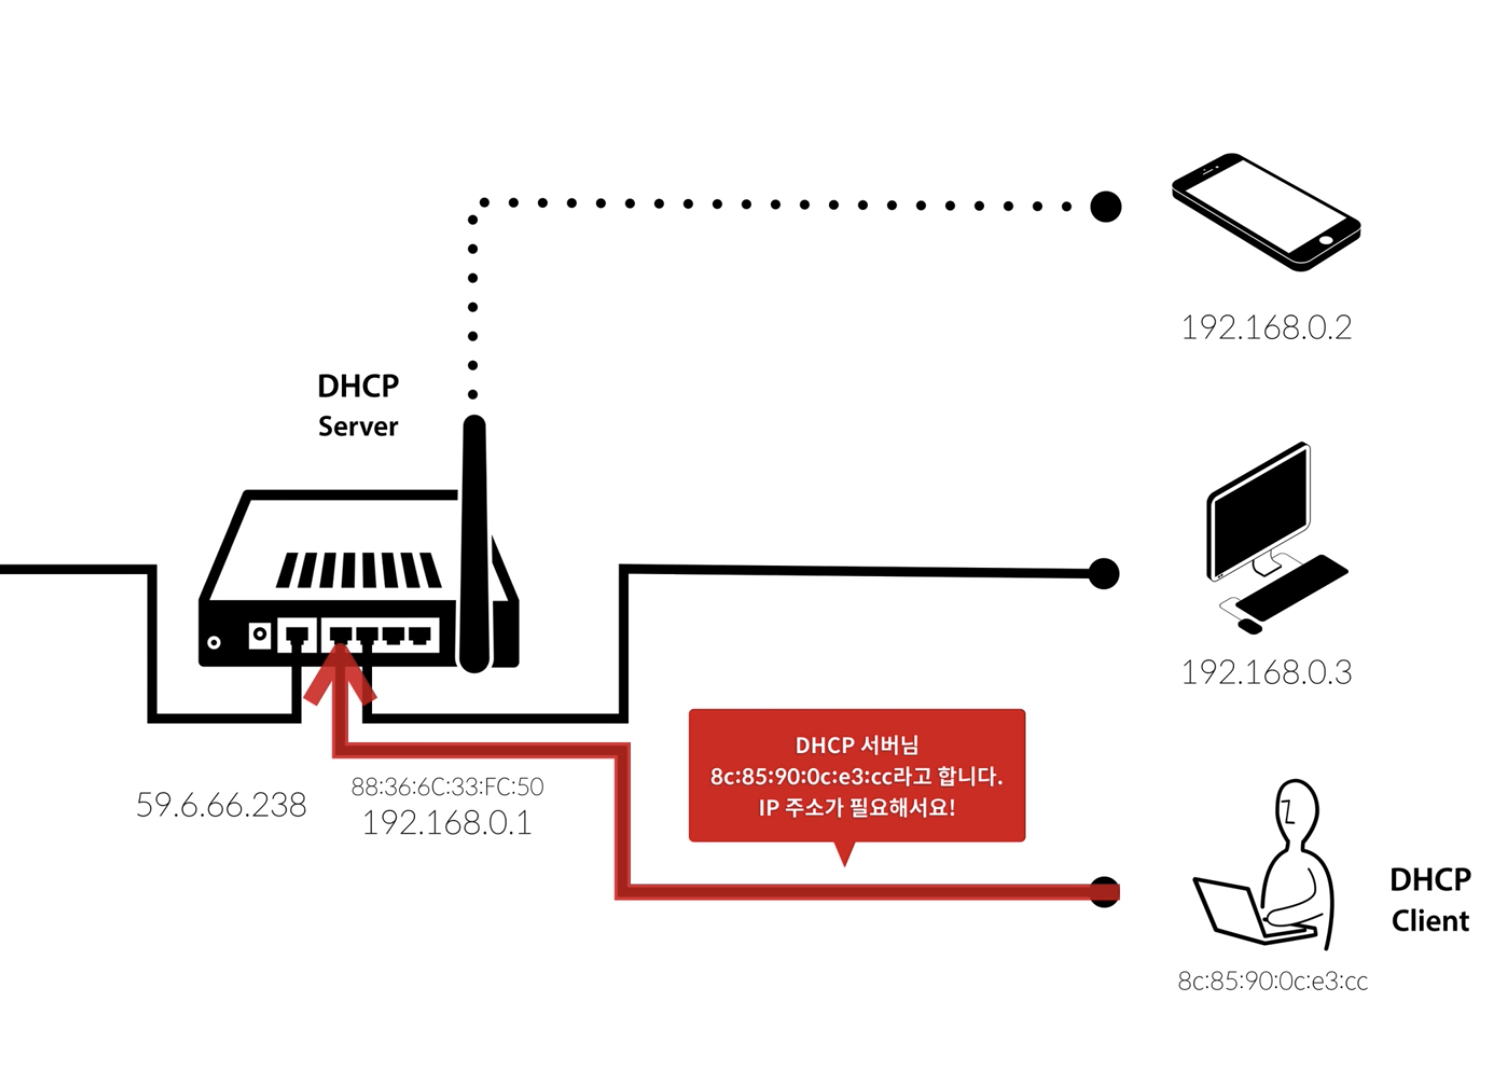 192.168.0.2
DHCP
Server
192.168.0.3
59.6.66.238
88:36:6C:33:FC:50
192.168.0.1
DHCP 서버님
8c:85:90:0c:e3:cc라고 합니다.
IP 주소가 필요해서요!
DHCP
Client
8c:85:90:0c:e3:cc